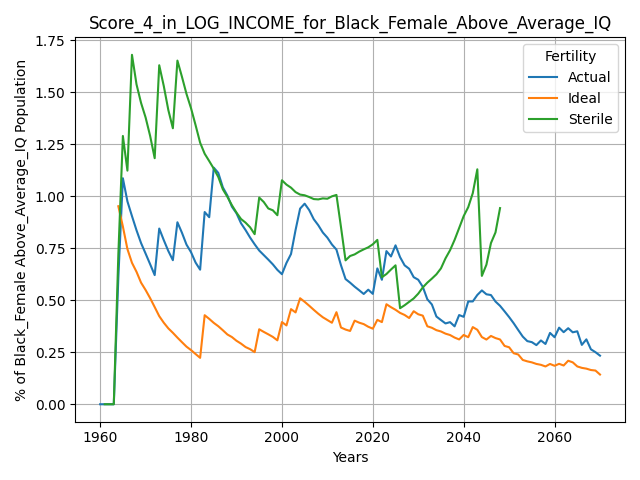 Score_4_in_LOG_INCOME_for_Black_Female_Above_Average_IQ
% of Black_Female Above_Average_IQ Population
1.75
1.50
1.25
1.00
0.75
0.50
0.25
0.00
Fertility
Actual
Ideal
Sterile
1960
1980
2000
2020
2040
2060
Years